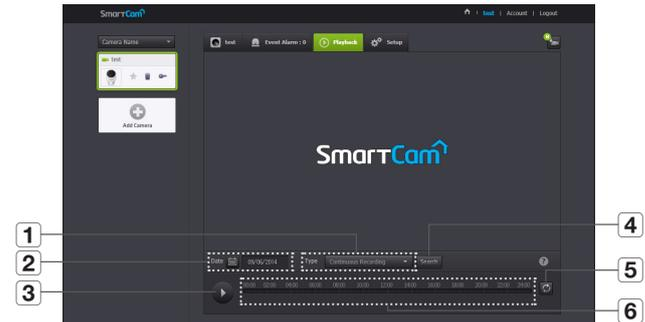 SmartCam
test | Account | Logout
Camera Name
test
Event Alarm : 0
Playback
Setup
test
Add Camera
SmartCam
1
2
3
4
5
6
Date
09/06/2014
Type
Continuous Recording
Search
?
00:00 02:00 04:00 06:00 08:00 10:00 12:00 14:00 16:00 18:00 20:00 22:00 24:00